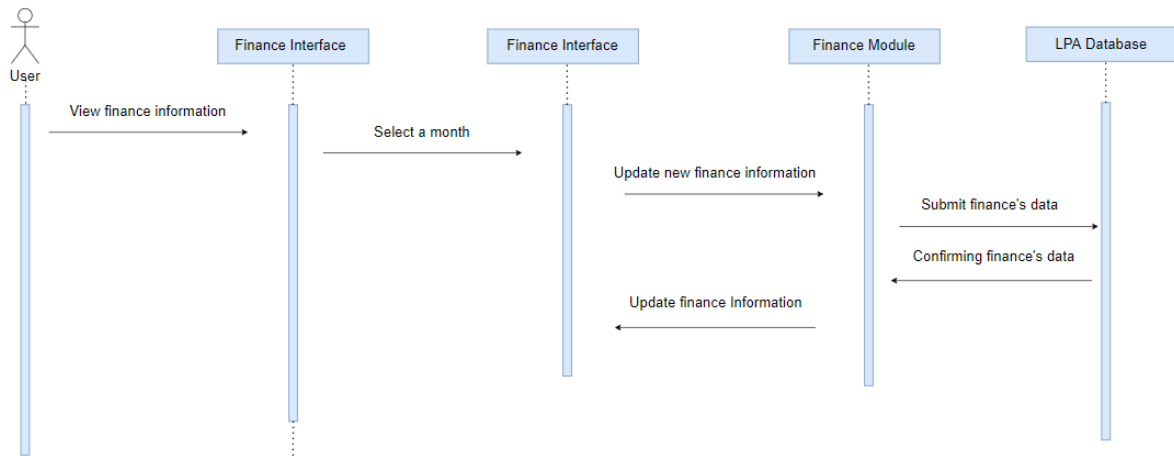 Finance Interface
Finance Interface
Finance Module
LPA Database
User
View finance information
Select a month
Update new finance information
Submit finance's data
Confirming finance's data
Update finance Information